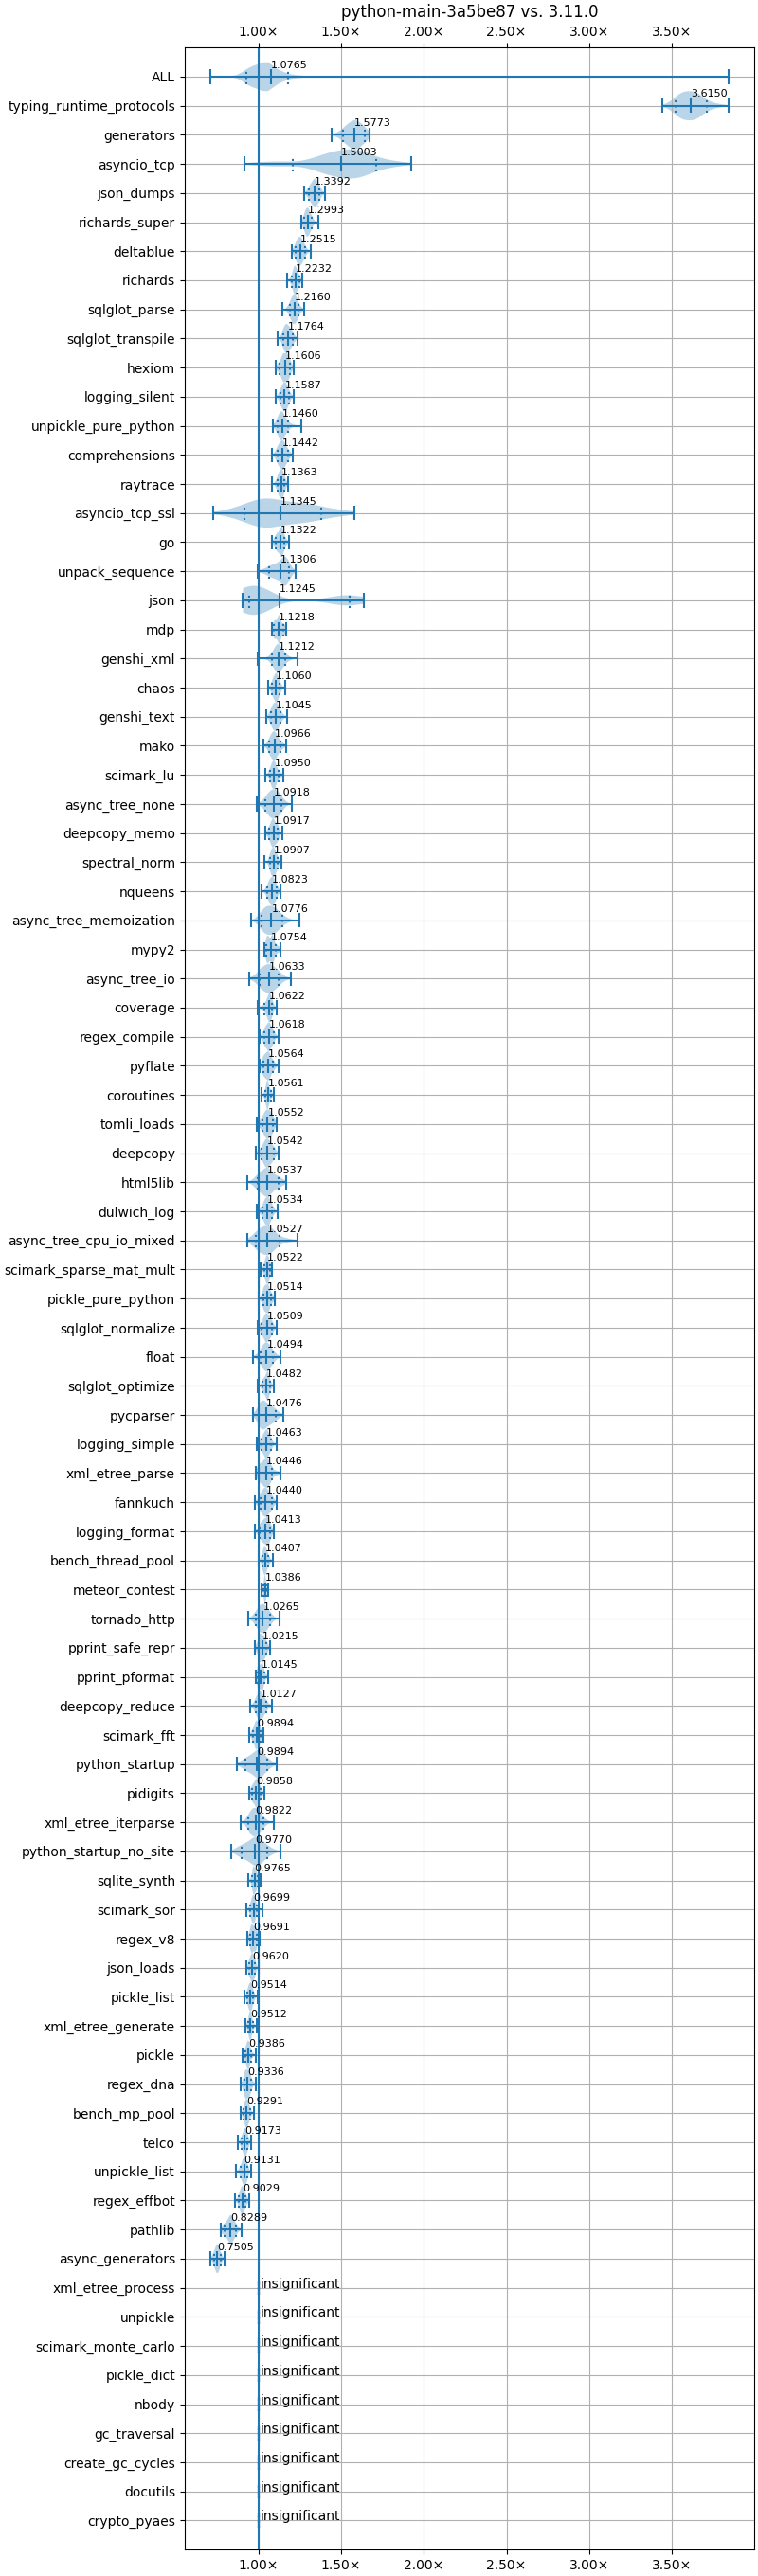 python-main-3a5be87 vs. 3.11.0
1.00× 1.50× 2.00× 2.50× 3.00× 3.50×
ALL 1.0765
typing_runtime_protocols 3.6150
generators 1.5773
asyncio_tcp 1.5003
json_dumps 1.3392
richards_super 1.2993
deltablue 1.2515
richards 1.2232
sqlglot_parse 1.2160
sqlglot_transpile 1.1764
hexiom 1.1606
logging_silent 1.1587
unpickle_pure_python 1.1460
comprehensions 1.1442
raytrace 1.1363
asyncio_tcp_ssl 1.1345
go 1.1322
unpack_sequence 1.1306
json 1.1245
mdp 1.1218
genshi_xml 1.1212
chaos 1.1060
genshi_text 1.1045
mako 1.0966
scimark_lu 1.0950
async_tree_none 1.0918
deepcopy_memo 1.0917
spectral_norm 1.0907
nqueens 1.0823
async_tree_memoization 1.0776
mypy2 1.0754
async_tree_io 1.0633
coverage 1.0622
regex_compile 1.0618
pyflate 1.0564
coroutines 1.0561
tomli_loads 1.0552
deepcopy 1.0542
html5lib 1.0537
dulwich_log 1.0534
async_tree_cpu_io_mixed 1.0527
scimark_sparse_mat_mult 1.0522
pickle_pure_python 1.0514
sqlglot_normalize 1.0509
float 1.0494
sqlglot_optimize 1.0482
pycparser 1.0476
logging_simple 1.0463
xml_etree_parse 1.0446
fannkuch 1.0440
logging_format 1.0413
bench_thread_pool 1.0407
meteor_contest 1.0386
tornado_http 1.0265
pprint_safe_repr 1.0215
pprint_pformat 1.0145
deepcopy_reduce 1.0127
scimark_fft 0.9894
python_startup 0.9894
pidigits 0.9858
xml_etree_iterparse 0.9822
python_startup_no_site 0.9770
sqlite_synth 0.9765
scimark_sor 0.9699
regex_v8 0.9691
json_loads 0.9620
pickle_list 0.9514
xml_etree_generate 0.9512
pickle 0.9386
regex_dna 0.9336
bench_mp_pool 0.9291
telco 0.9173
unpickle_list 0.9131
regex_effbot 0.9029
pathlib 0.8289
async_generators 0.7505
xml_etree_process insignificant
unpickle insignificant
scimark_monte_carlo insignificant
pickle_dict insignificant
nbody insignificant
gc_traversal insignificant
create_gc_cycles insignificant
docutils insignificant
crypto_pyaes insignificant
1.00× 1.50× 2.00× 2.50× 3.00× 3.50×